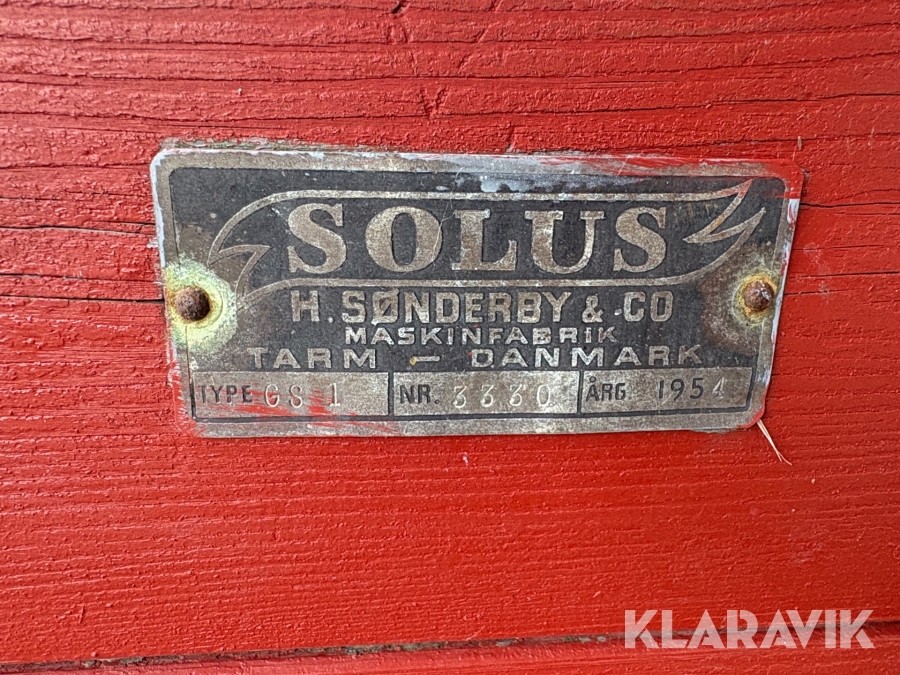 SOLUS
H. SØNDERBY & CO
MASKINFABRIK
TARM – DANMARK
TYPE GS 1 NR. 3330 ÅRG. 1954
KLARAVIK